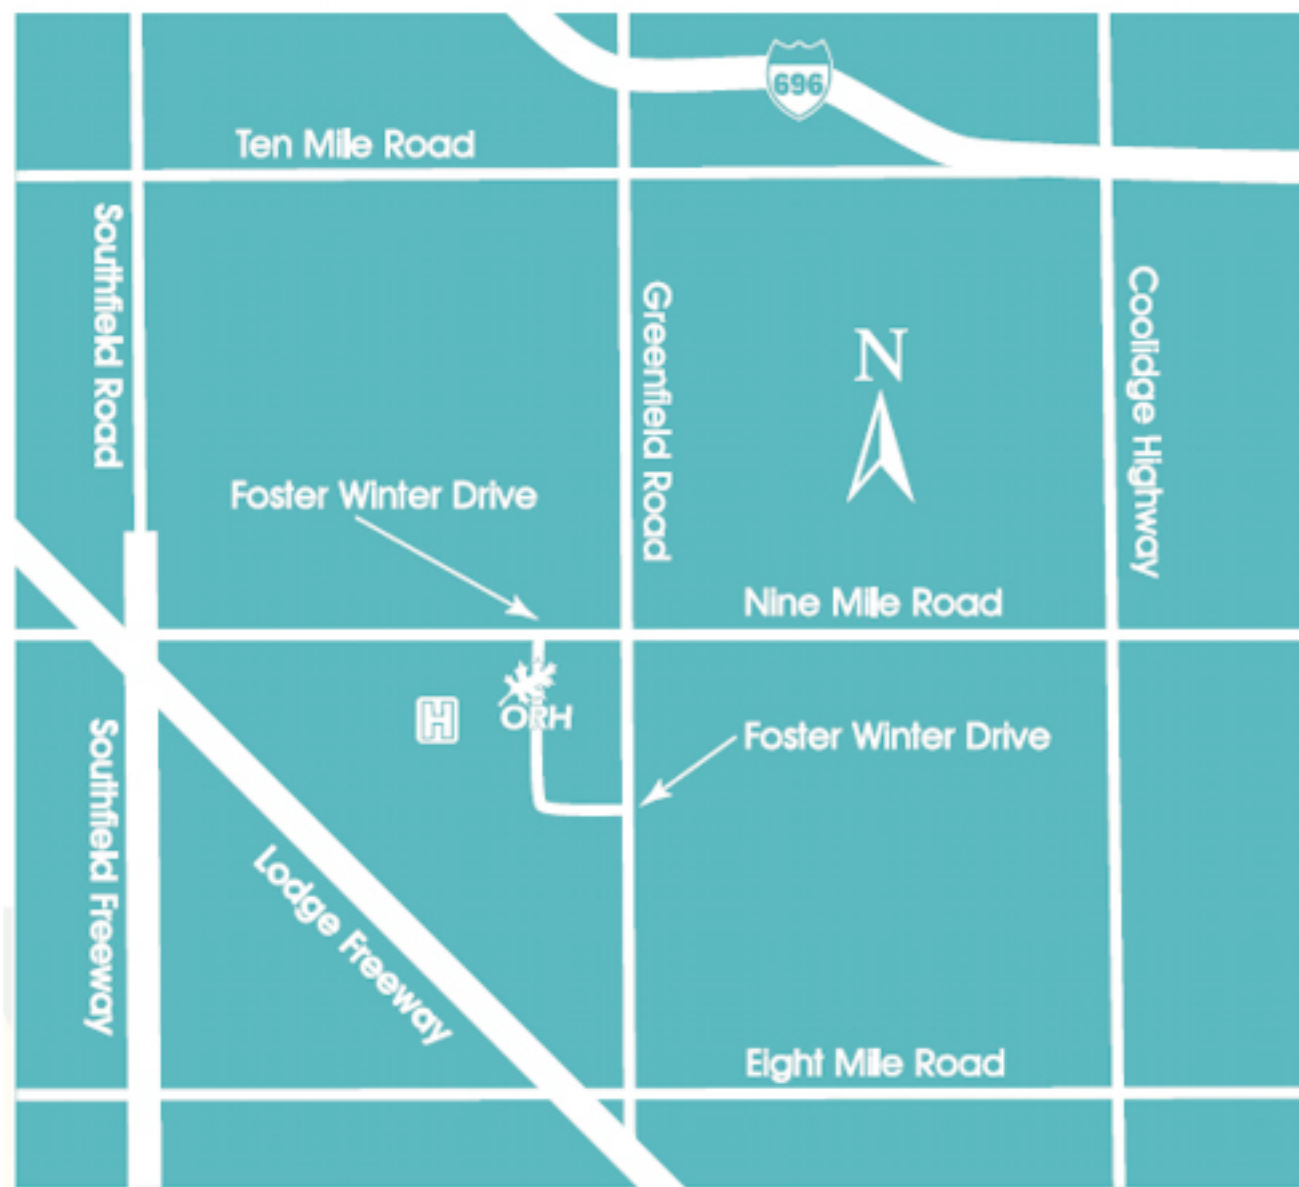 696
Ten Mile Road
Southfield Road
Greenfield Road
Coolidge Highway
N
Foster Winter Drive
Nine Mile Road
H
ORH
Foster Winter Drive
Southfield Freeway
Lodge Freeway
Eight Mile Road